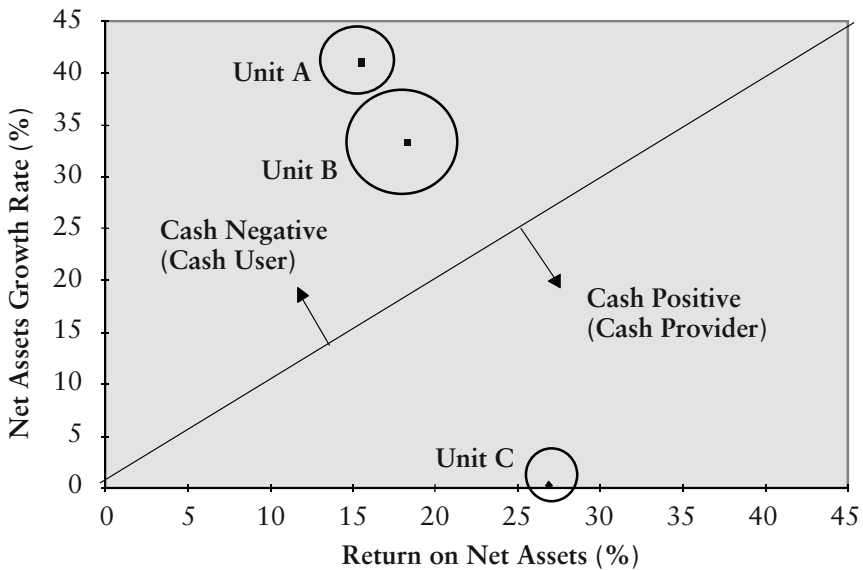 45
40
35
30
25
20
15
10
5
0
Net Assets Growth Rate (%)
Unit A
Unit B
Cash Negative
(Cash User)
Cash Positive
(Cash Provider)
Unit C
0 5 10 15 20 25 30 35 40 45
Return on Net Assets (%)